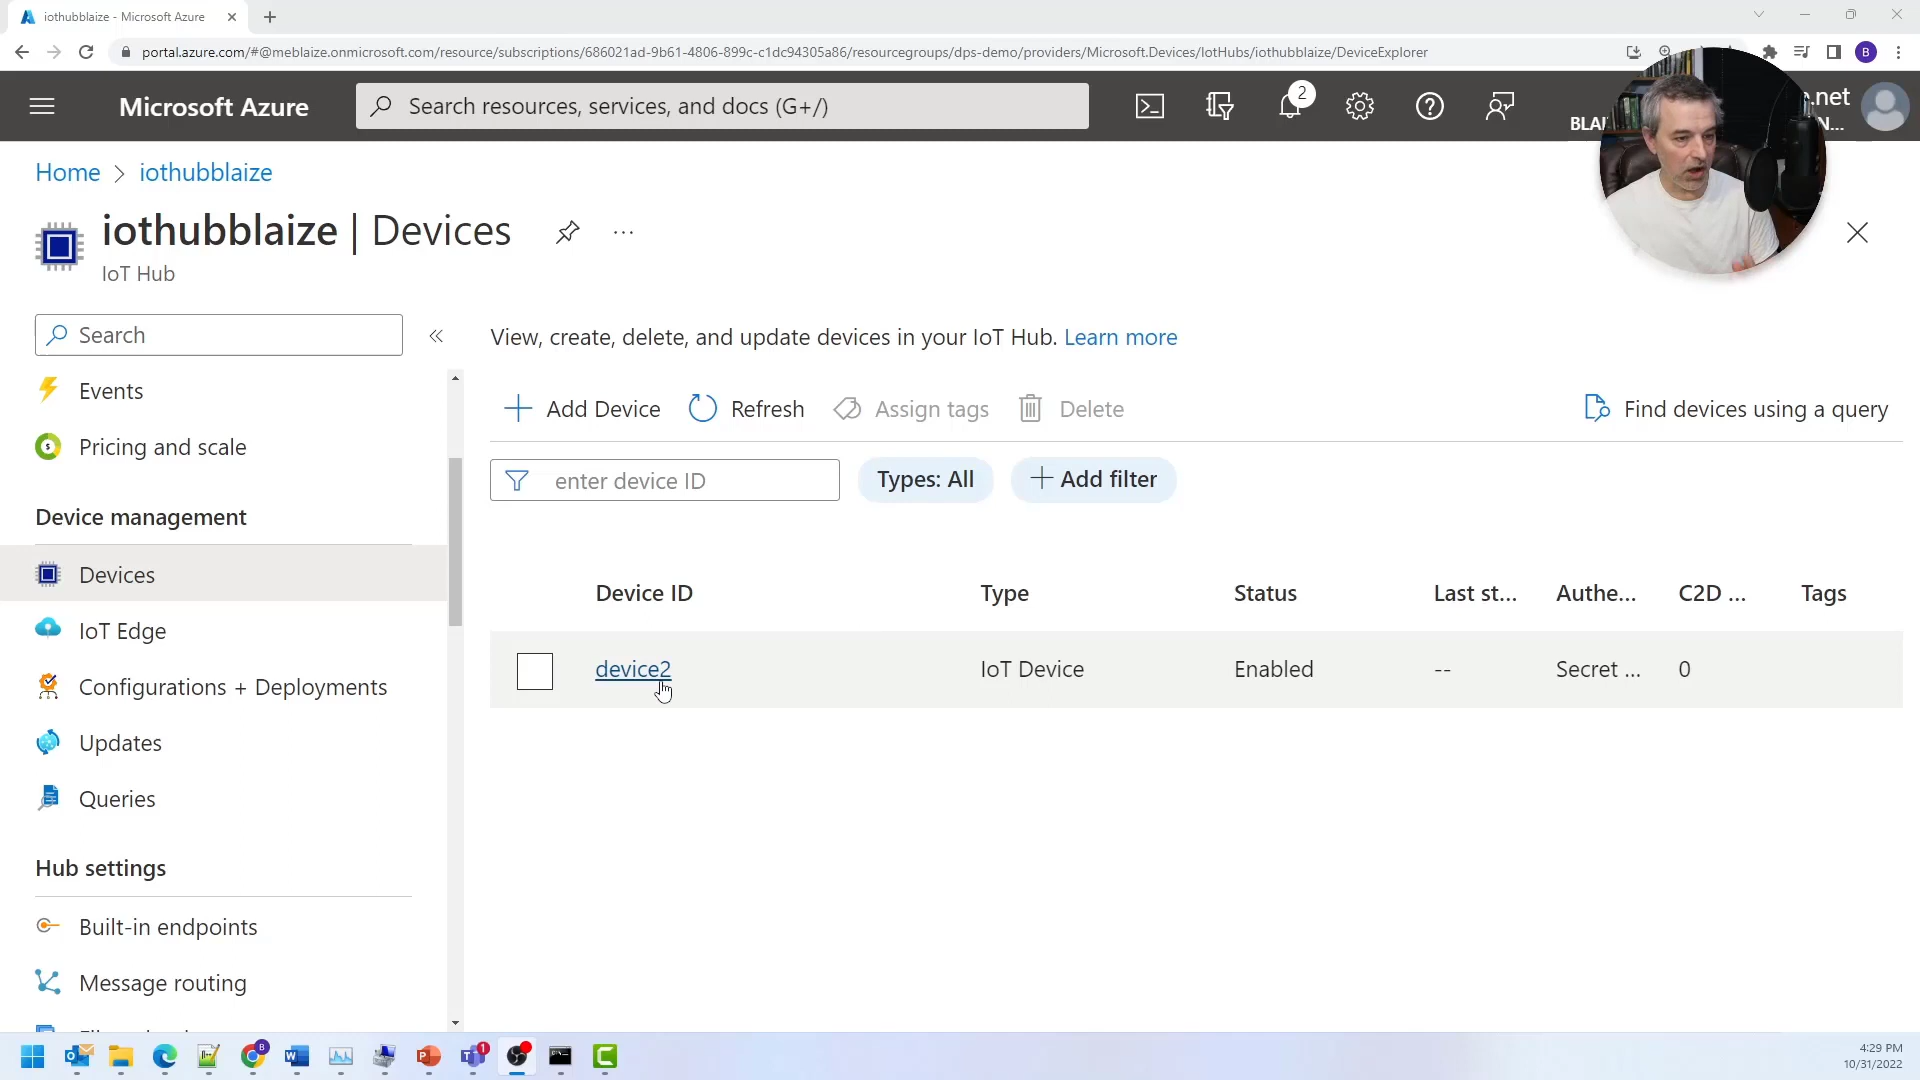 iothubblaize - Microsoft Azure
portal.azure.com/#@meblaize.onmicrosoft.com/resource/subscriptions/686021ad-9b61-4806-899c-c1dc94305a86/resourcegroups/dps-demo/providers/Microsoft.Devices/IotHubs/iothubblaize/DeviceExplorer
B
Microsoft Azure
Search resources, services, and docs (G+/)
2
.net
BLAI
N...
Home > iothubblaize
iothubblaize | Devices
...
IoT Hub
Search
«
Events
Pricing and scale
Device management
Devices
IoT Edge
Configurations + Deployments
Updates
Queries
Hub settings
Built-in endpoints
Message routing
View, create, delete, and update devices in your IoT Hub. Learn more
Add Device
Refresh
Assign tags
Delete
Find devices using a query
enter device ID
Types: All
Add filter
Device ID Type Status Last st... Authe... C2D ... Tags
device2 IoT Device Enabled -- Secret ... 0
B
1
4:29 PM
10/31/2022